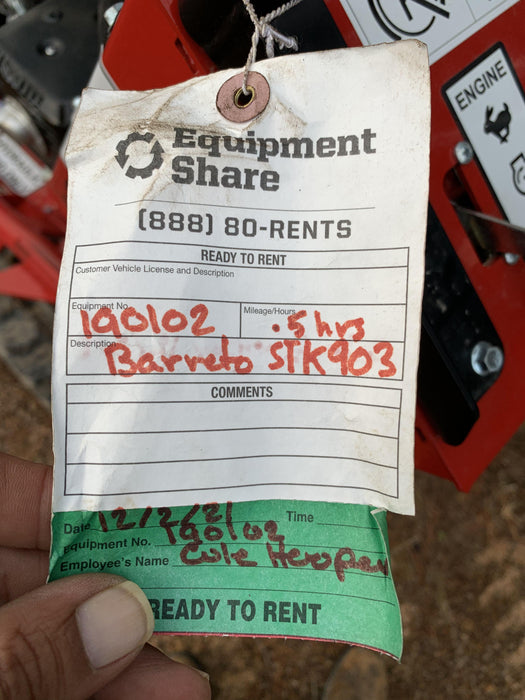 Equipment
Share
(888) 80-RENTS
READY TO RENT
Customer Vehicle License and Description
Equipment No. 190102
Mileage/Hours .5 hrs
Description Barreto STK903
COMMENTS
Date 12/2/21 Time
Equipment No. 190102
Employee's Name Cole
READY TO RENT
ENGINE